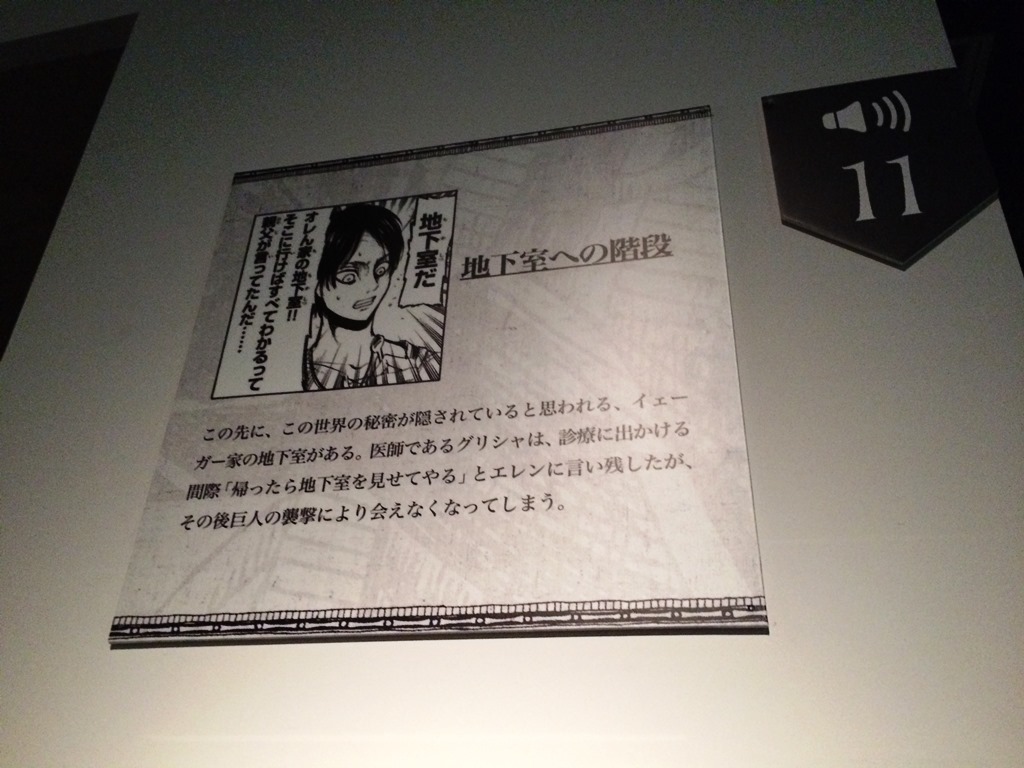 地下室への階段
地下室だ
オレん家の地下室!!
そこに行けばすべてわかるって
親父が言ってたんだ……
この先に、この世界の秘密が隠されていると思われる、イェー
ガー家の地下室がある。医師であるグリシャは、診療に出かける
間際「帰ったら地下室を見せてやる」とエレンに言い残したが、
その後巨人の襲撃により会えなくなってしまう。
11